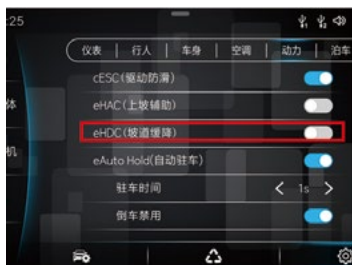 :25
仪表 | 行人 | 车身 | 空调 | 动力 | 泊车
cESC(驱动防滑)
体
eHAC(上坡辅助)
eHDC(坡道缓降)
机
eAuto Hold(自动驻车)
驻车时间 < 1s >
倒车禁用